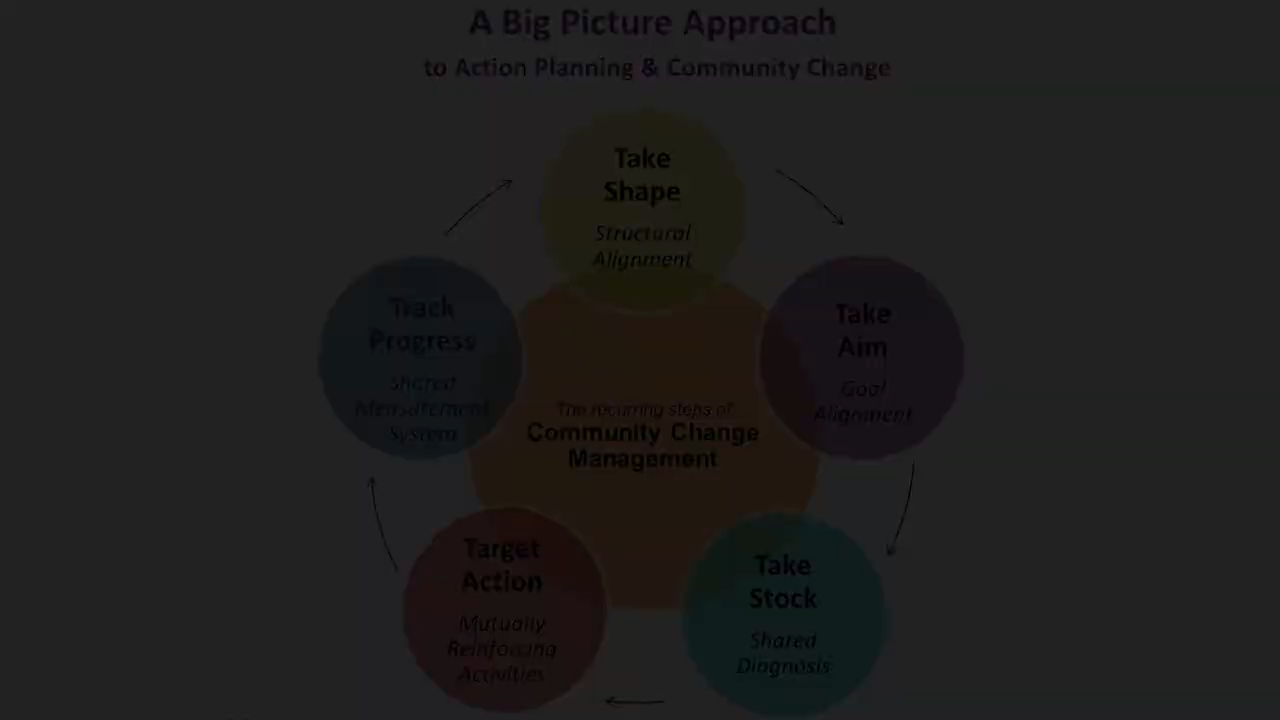 A Big Picture Approach
to Action Planning & Community Change
Take
Shape
Structural
Alignment
Take
Aim
Goal
Alignment
Take
Stock
Shared
Diagnosis
Target
Action
Mutually
Reinforcing
Activities
Track
Progress
Shared
Measurement
System
The recurring steps of
Community Change
Management